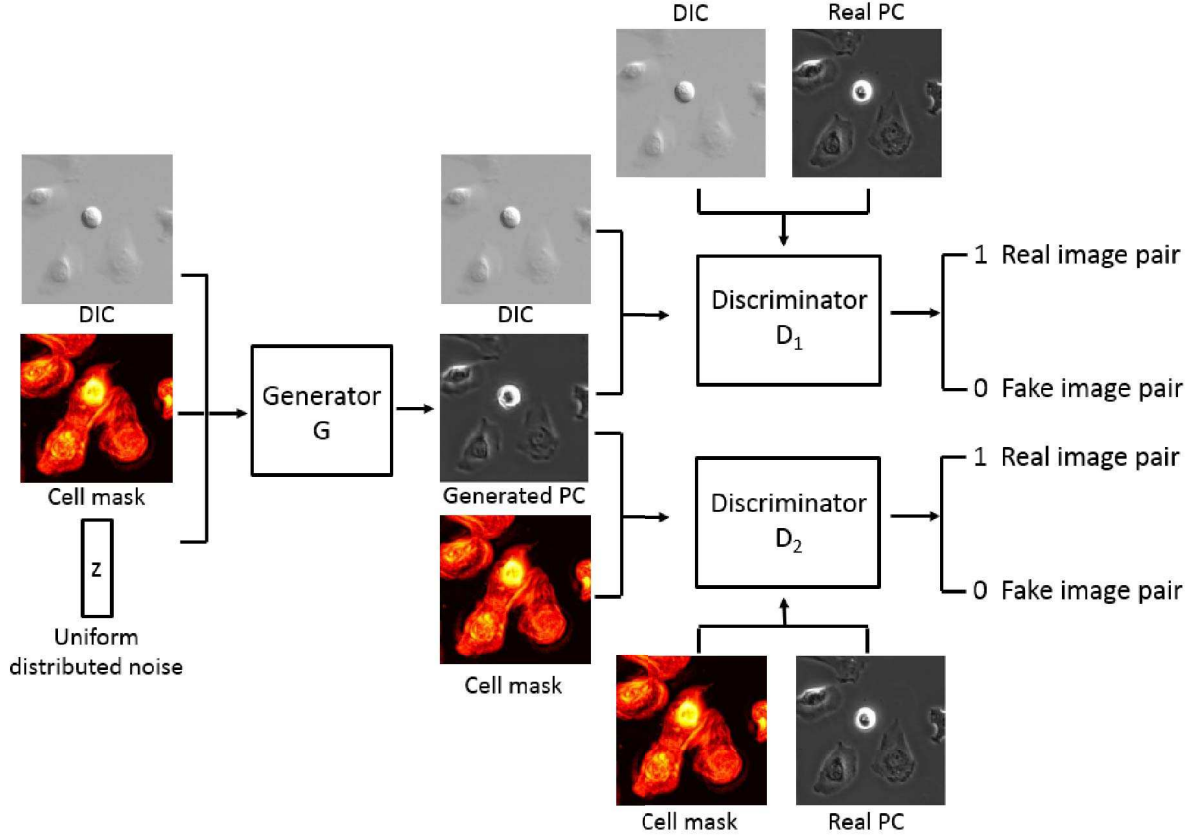 DIC
Real PC
DIC
Cell mask
z
Uniform
distributed noise
Generator
G
DIC
Generated PC
Cell mask
Discriminator
D₁
1 Real image pair
0 Fake image pair
Discriminator
D₂
1 Real image pair
0 Fake image pair
Cell mask
Real PC